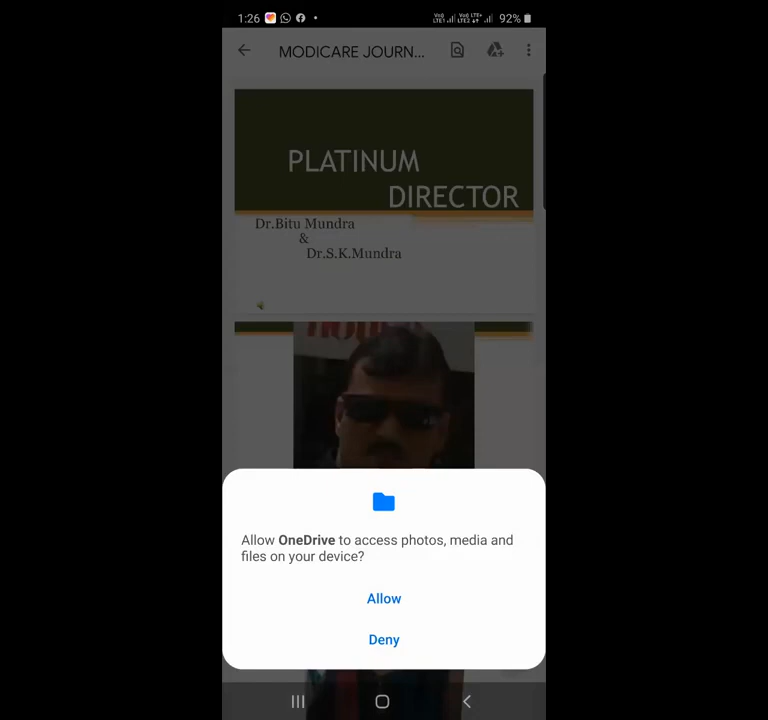 1:26
92%
MODICARE JOURN...
PLATINUM
DIRECTOR
Dr.Bitu Mundra
&
Dr.S.K.Mundra
Allow OneDrive to access photos, media and
files on your device?
Allow
Deny